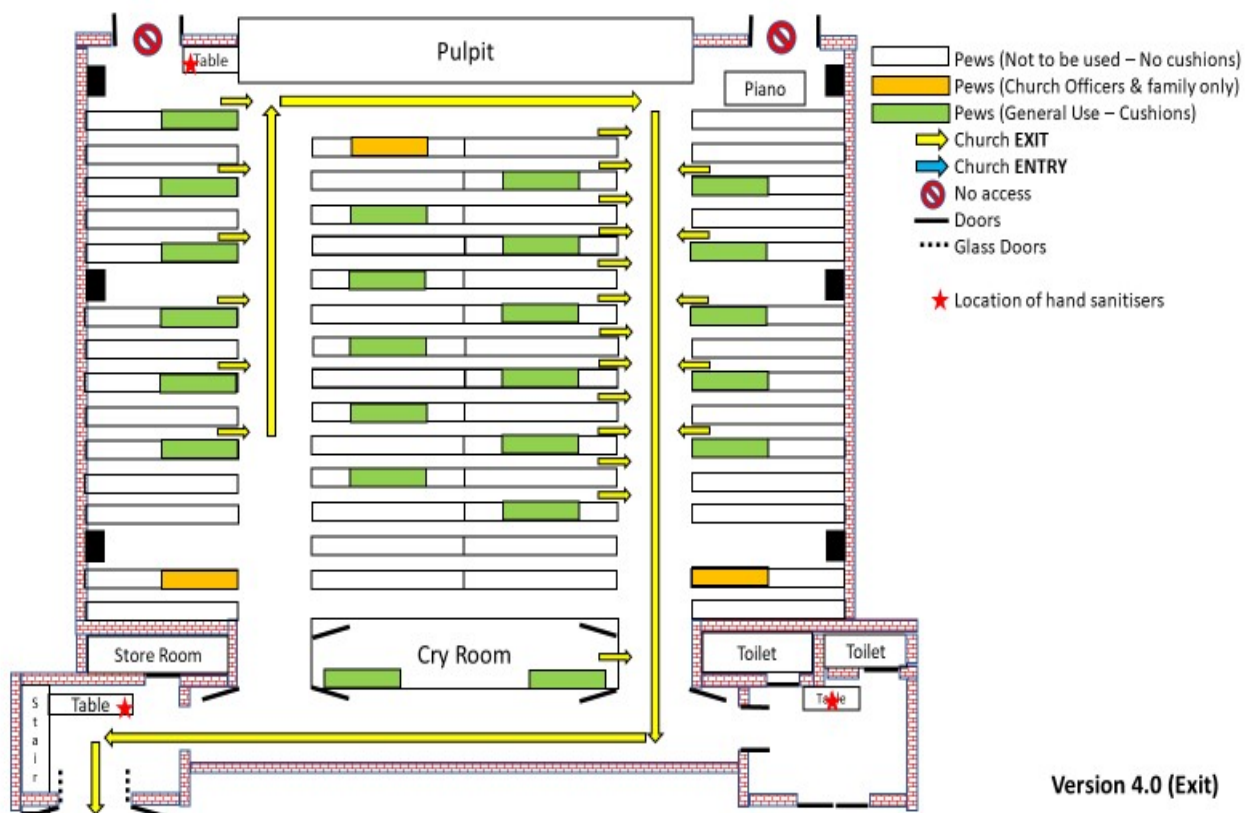 Pulpit
Table
Piano
Pews (Not to be used – No cushions)
Pews (Church Officers & family only)
Pews (General Use – Cushions)
Church EXIT
Church ENTRY
No access
Doors
Glass Doors
Location of hand sanitisers
Store Room
Cry Room
Toilet
Toilet
Stair
Table
Table
Version 4.0 (Exit)